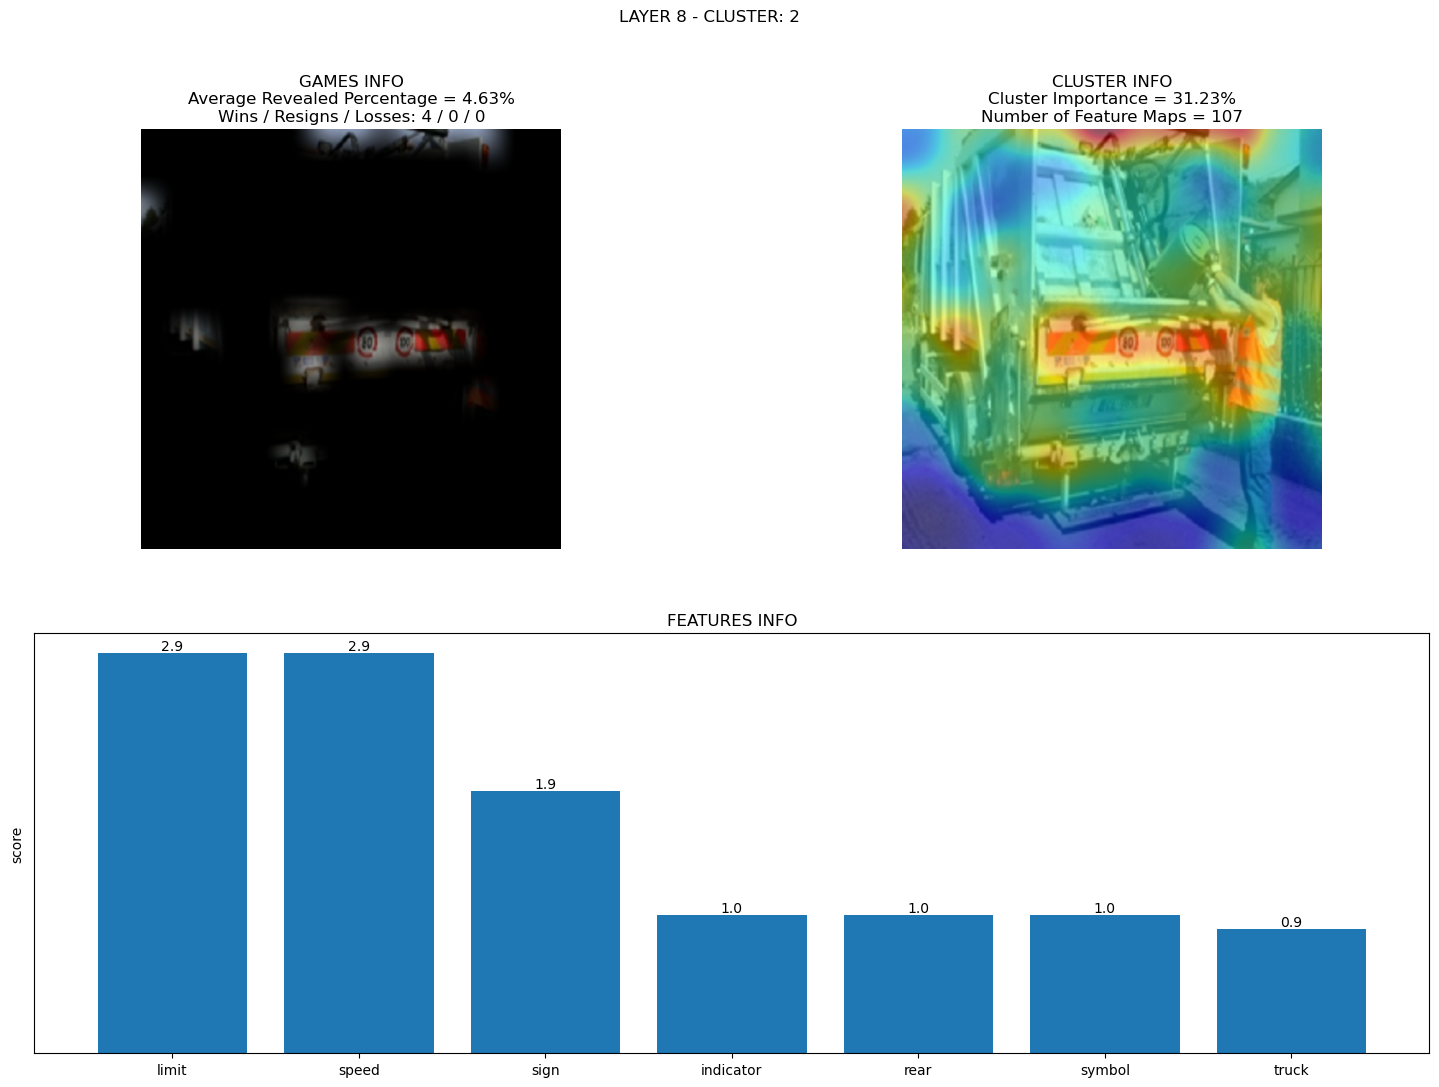 LAYER 8 - CLUSTER: 2
GAMES INFO
Average Revealed Percentage = 4.63%
Wins / Resigns / Losses: 4 / 0 / 0
CLUSTER INFO
Cluster Importance = 31.23%
Number of Feature Maps = 107
80
FEATURES INFO
score
2.9
2.9
1.9
1.0
1.0
1.0
0.9
limit
speed
sign
indicator
rear
symbol
truck